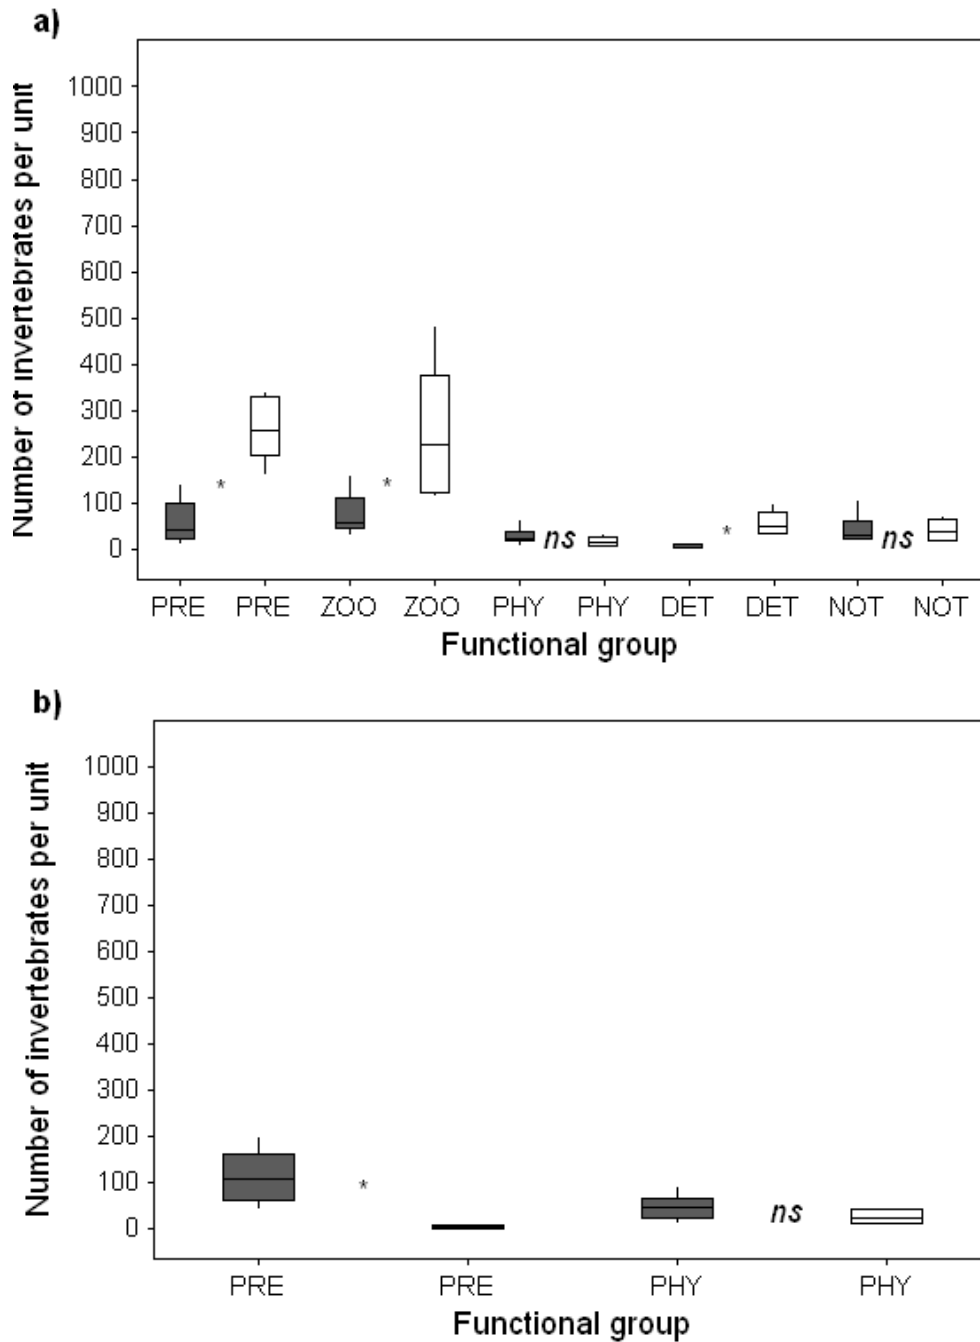 a)
Number of invertebrates per unit
1000
900
800
700
600
500
400
300
200
100
0
* * ns * ns
PRE PRE ZOO ZOO PHY PHY DET DET NOT NOT
Functional group
b)
Number of invertebrates per unit
1000
900
800
700
600
500
400
300
200
100
0
* ns
PRE PRE PHY PHY
Functional group